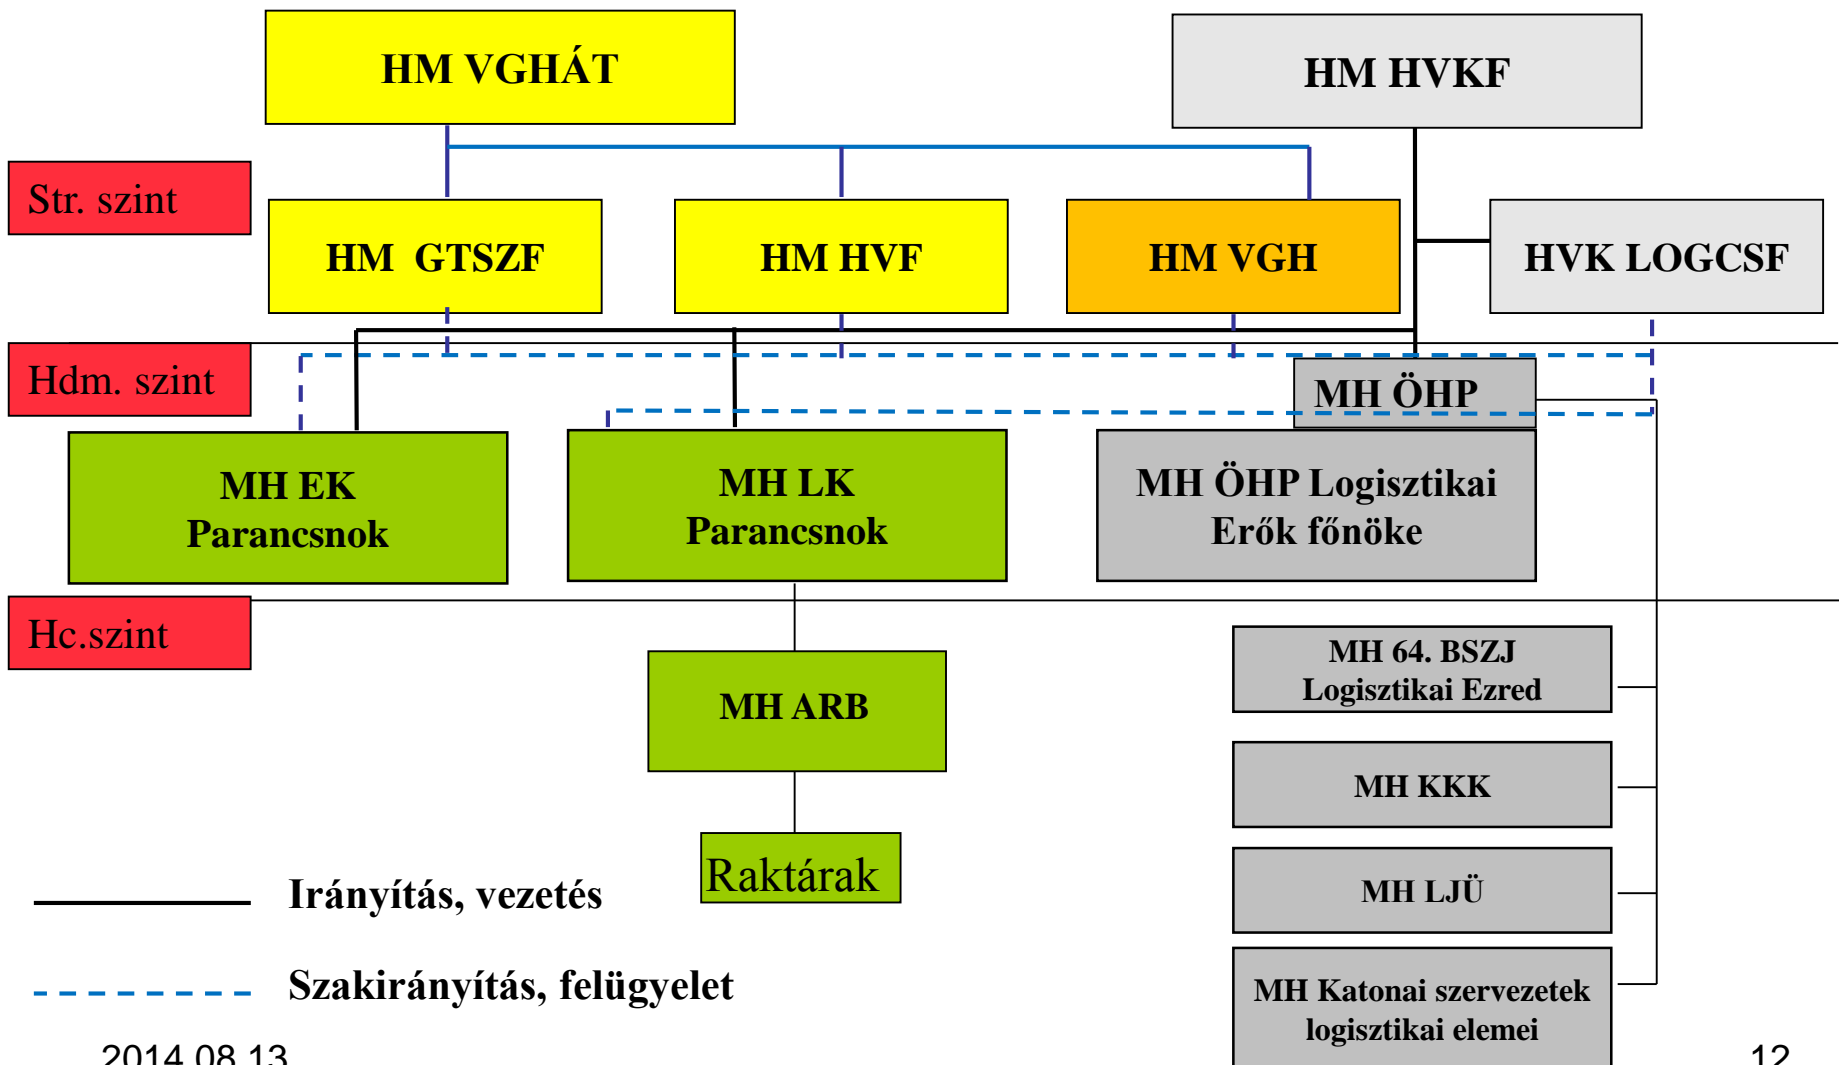 HM VGHÁT
HM HVKF
Str. szint
HM GTSZF
HM HVF
HM VGH
HVK LOGCSF
Hdm. szint
MH ÖHP
MH EK
Parancsnok
MH LK
Parancsnok
MH ÖHP Logisztikai
Erők főnöke
Hc.szint
MH ARB
Raktárak
MH 64. BSZJ
Logisztikai Ezred
MH KKK
MH LJÜ
MH Katonai szervezetek
logisztikai elemei
Irányítás, vezetés
Szakirányítás, felügyelet
2014.08.13.
12